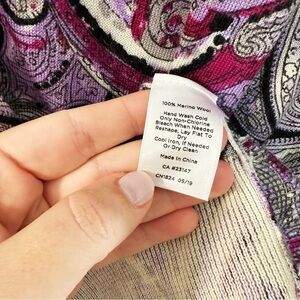 100% Merino Wool
Hand Wash Cold
Only Non-Chlorine
Bleach When Needed
Reshape, Lay Flat To
Dry
Cool Iron, If Needed
Or Dry Clean
Made In China
CA #23147
CN1824 05/19